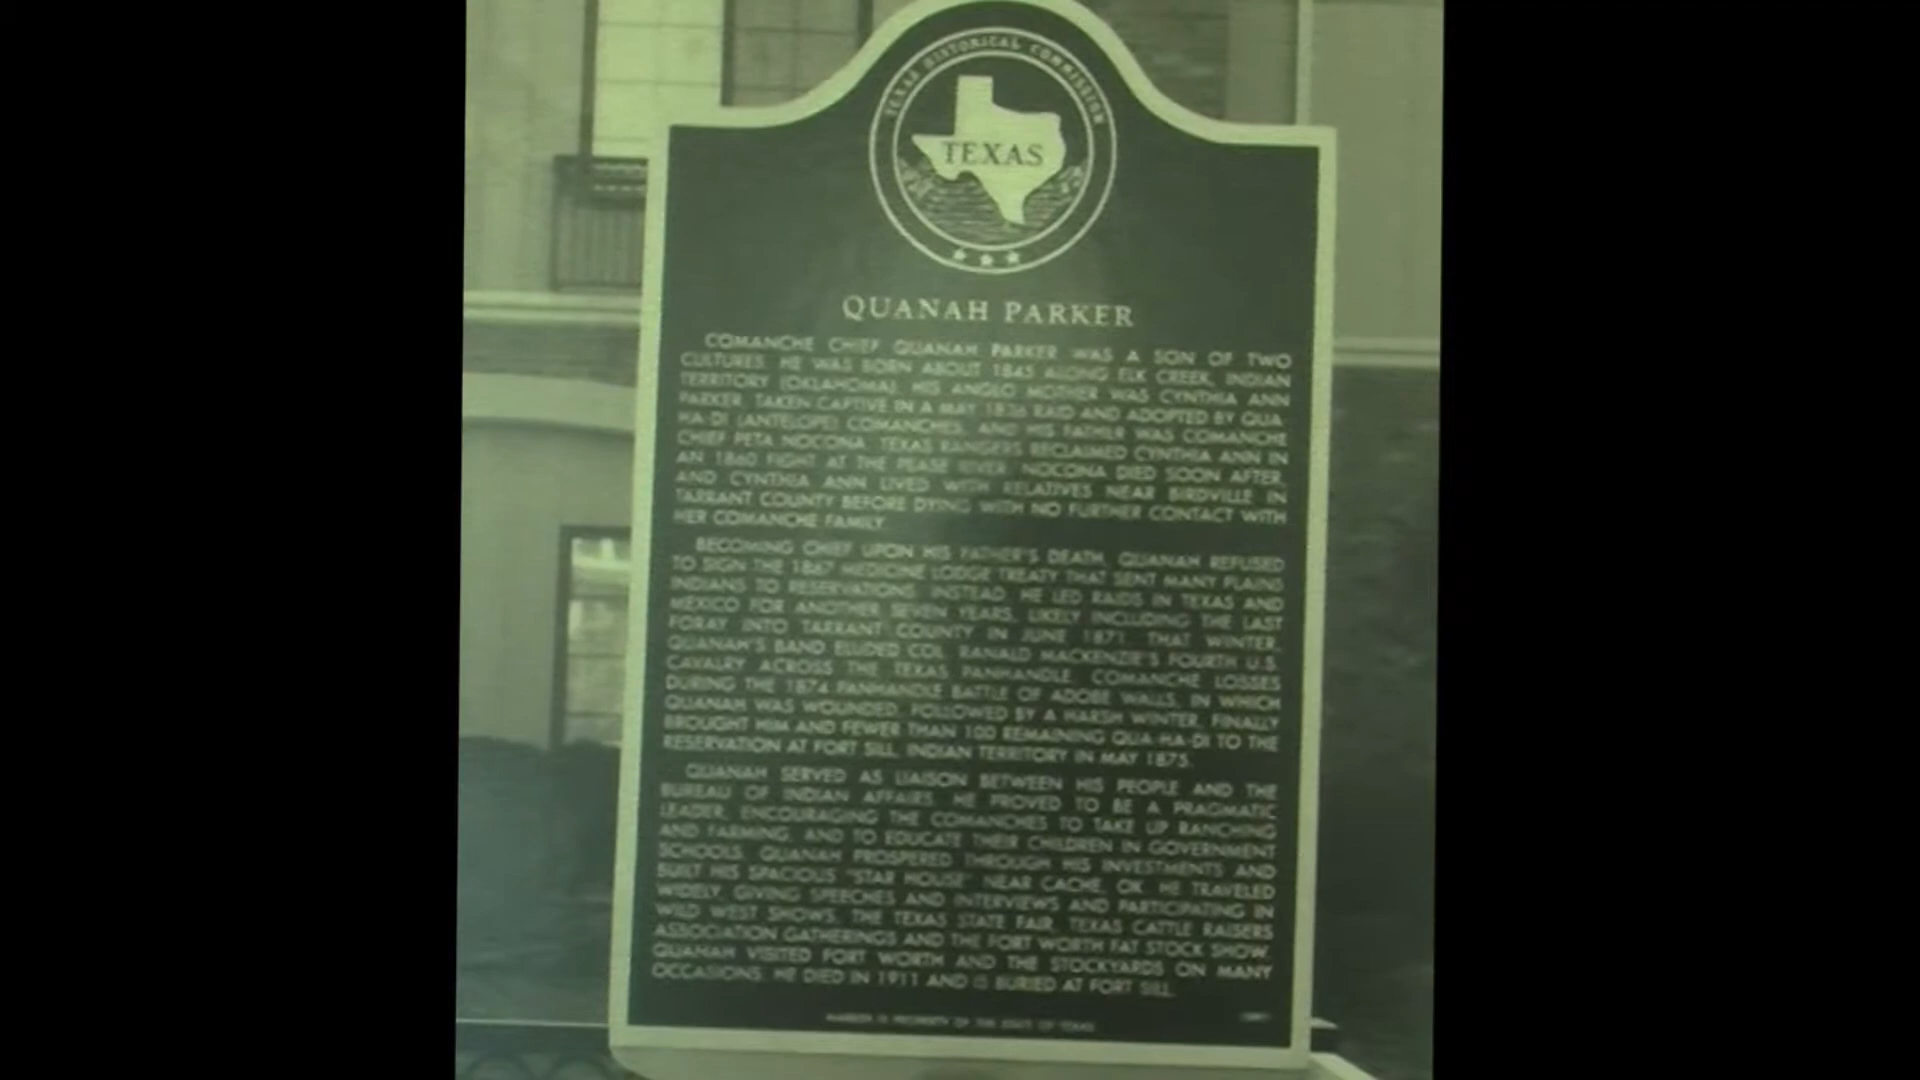 TEXAS HISTORICAL COMMISSION
TEXAS
QUANAH PARKER
COMANCHE CHIEF QUANAH PARKER WAS A SON OF TWO
CULTURES. HE WAS BORN ABOUT 1845 ALONG ELK CREEK, INDIAN
TERRITORY (OKLAHOMA). HIS ANGLO MOTHER WAS CYNTHIA ANN
PARKER, TAKEN CAPTIVE IN A MAY 1836 RAID AND ADOPTED BY QUA-
HA-DI (ANTELOPE) COMANCHES, AND HIS FATHER WAS COMANCHE
CHIEF PETA NOCONA. TEXAS RANGERS RECLAIMED CYNTHIA ANN IN
AN 1860 FIGHT AT THE PEASE RIVER. NOCONA DIED SOON AFTER,
AND CYNTHIA ANN LIVED WITH RELATIVES NEAR BIRDVILLE IN
TARRANT COUNTY BEFORE DYING WITH NO FURTHER CONTACT WITH
HER COMANCHE FAMILY.
BECOMING CHIEF UPON HIS FATHER'S DEATH, QUANAH REFUSED
TO SIGN THE 1867 MEDICINE LODGE TREATY THAT SENT MANY PLAINS
INDIANS TO RESERVATIONS. INSTEAD, HE LED RAIDS IN TEXAS AND
MEXICO FOR ANOTHER SEVEN YEARS, LIKELY INCLUDING THE LAST
FORAY INTO TARRANT COUNTY IN JUNE 1871. THAT WINTER,
QUANAH'S BAND ELUDED COL. RANALD MACKENZIE'S FOURTH U.S.
CAVALRY ACROSS THE TEXAS PANHANDLE. COMANCHE LOSSES
DURING THE 1874 PANHANDLE BATTLE OF ADOBE WALLS, IN WHICH
QUANAH WAS WOUNDED, FOLLOWED BY A HARSH WINTER, FINALLY
BROUGHT HIM AND FEWER THAN 100 REMAINING QUA-HA-DI TO THE
RESERVATION AT FORT SILL, INDIAN TERRITORY IN MAY 1875.
QUANAH SERVED AS LIAISON BETWEEN HIS PEOPLE AND THE
BUREAU OF INDIAN AFFAIRS. HE PROVED TO BE A PRAGMATIC
LEADER, ENCOURAGING THE COMANCHES TO TAKE UP RANCHING
AND FARMING, AND TO EDUCATE THEIR CHILDREN IN GOVERNMENT
SCHOOLS. QUANAH PROSPERED THROUGH HIS INVESTMENTS AND
BUILT HIS SPACIOUS "STAR HOUSE" NEAR CACHE, OK. HE TRAVELED
WIDELY, GIVING SPEECHES AND INTERVIEWS AND PARTICIPATING IN
WILD WEST SHOWS, THE TEXAS STATE FAIR, TEXAS CATTLE RAISERS
ASSOCIATION GATHERINGS AND THE FORT WORTH FAT STOCK SHOW.
QUANAH VISITED FORT WORTH AND THE STOCKYARDS ON MANY
OCCASIONS. HE DIED IN 1911 AND IS BURIED AT FORT SILL.
MARKER IS PROPERTY OF THE STATE OF TEXAS